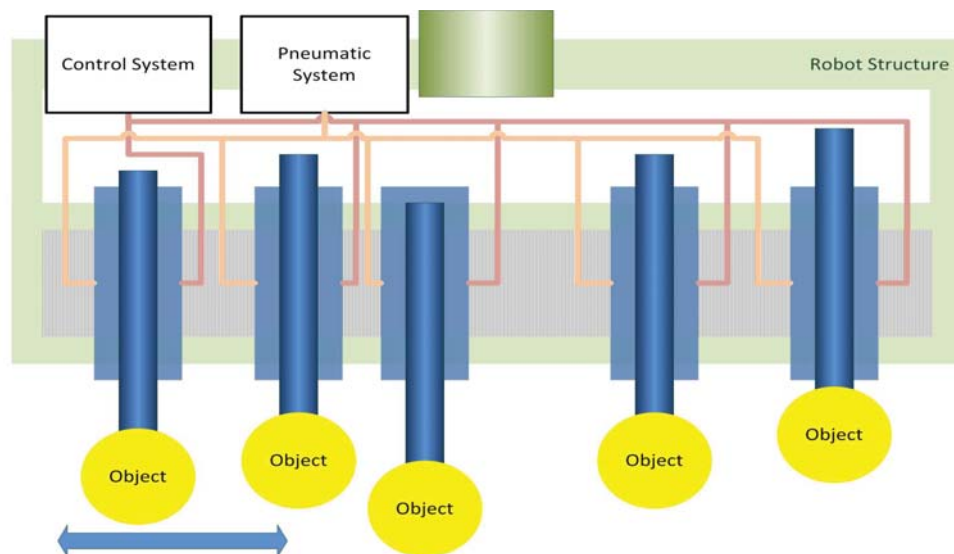 Control System
Pneumatic
System
Robot Structure
Object
Object
Object
Object
Object